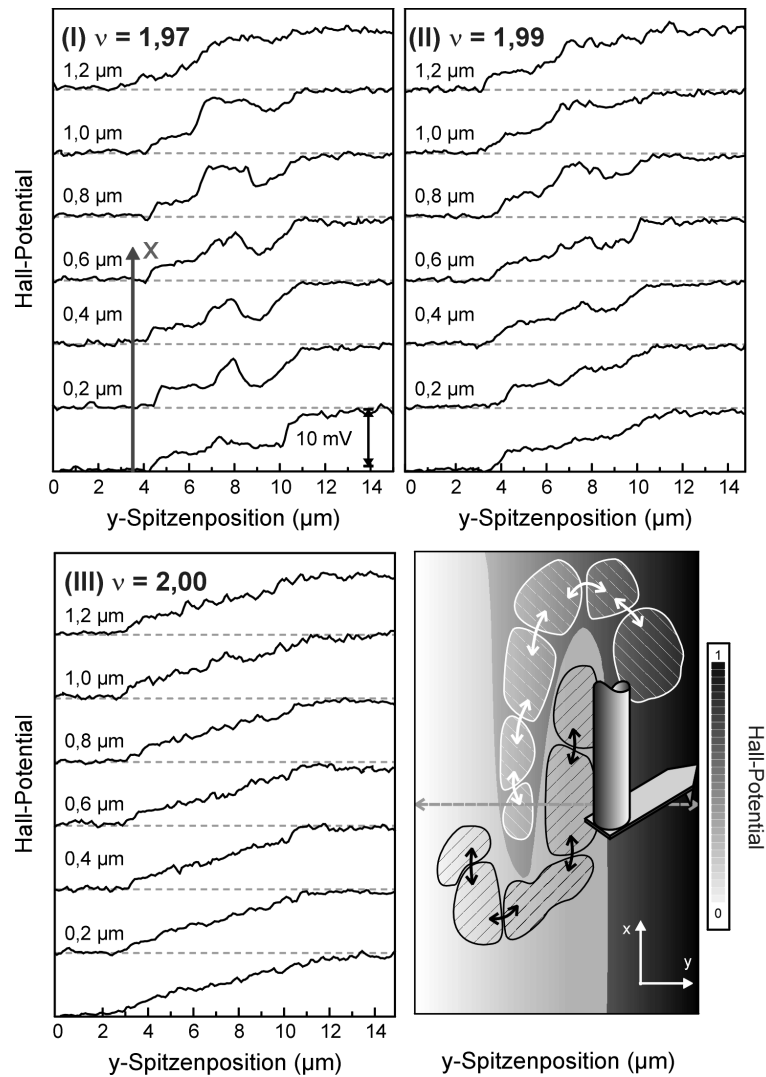 (I) ν = 1,97
1,2 µm
1,0 µm
0,8 µm
0,6 µm
0,4 µm
0,2 µm
X
10 mV
Hall-Potential
0 2 4 6 8 10 12 14
y-Spitzenposition (µm)
(II) ν = 1,99
1,2 µm
1,0 µm
0,8 µm
0,6 µm
0,4 µm
0,2 µm
0 2 4 6 8 10 12 14
y-Spitzenposition (µm)
(III) ν = 2,00
1,2 µm
1,0 µm
0,8 µm
0,6 µm
0,4 µm
0,2 µm
Hall-Potential
0 2 4 6 8 10 12 14
y-Spitzenposition (µm)
x
y
1
0
Hall-Potential
y-Spitzenposition (µm)